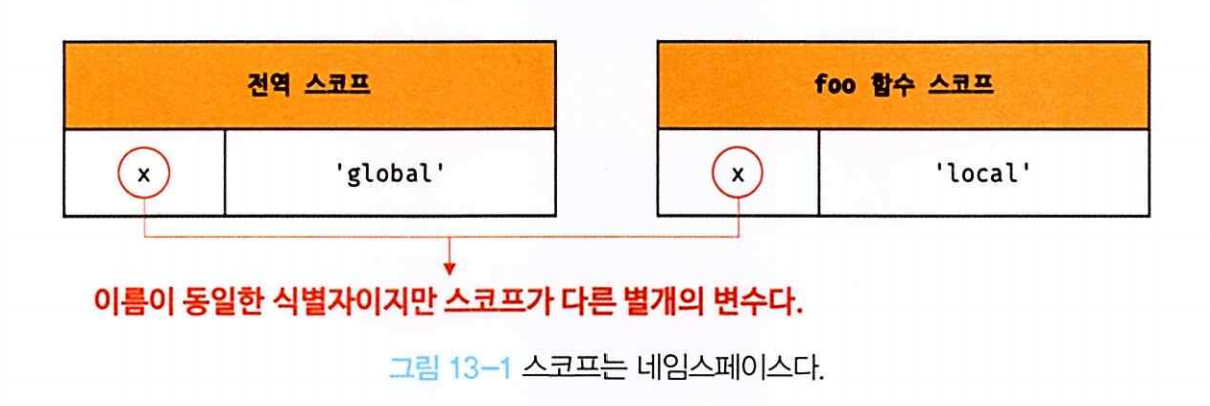 전역 스코프
foo 함수 스코프
x
'global'
x
'local'
이름이 동일한 식별자이지만 스코프가 다른 별개의 변수다.
그림 13-1 스코프는 네임스페이스다.